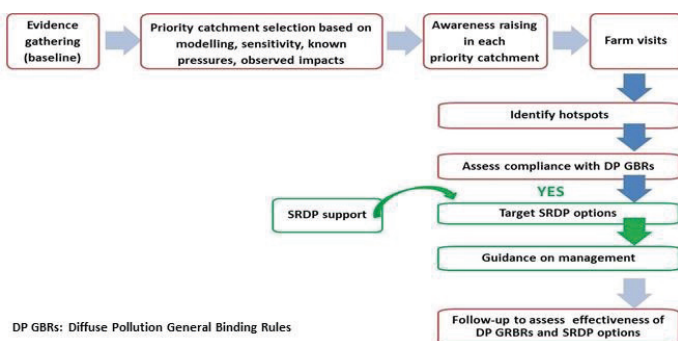 Evidence
gathering
(baseline)
Priority catchment selection based on
modelling, sensitivity, known
pressures, observed impacts
Awareness raising
in each
priority catchment
Farm visits
Identify hotspots
Assess compliance with DP GBRs
YES
SRDP support
Target SRDP options
Guidance on management
Follow-up to assess effectiveness of
DP GRBRs and SRDP options
DP GBRs: Diffuse Pollution General Binding Rules